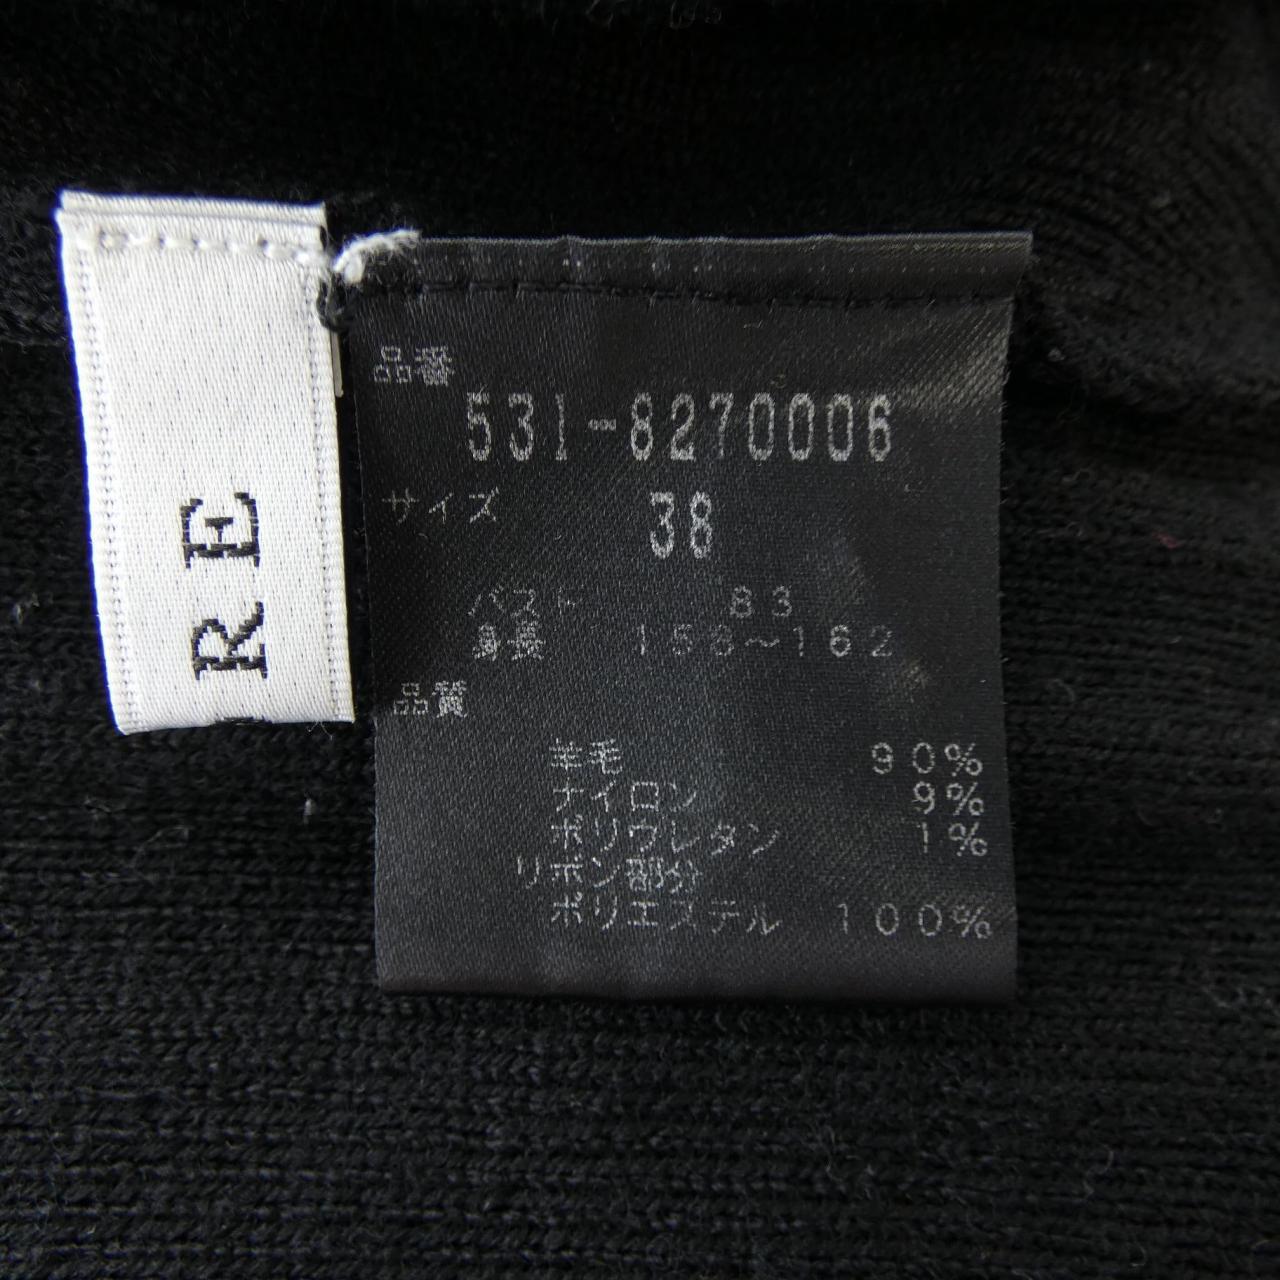 RE
品番
531-8270006
サイズ 38
バスト 83
身長 158~162
品質
羊毛 90%
ナイロン 9%
ポリウレタン 1%
リボン部分
ポリエステル 100%